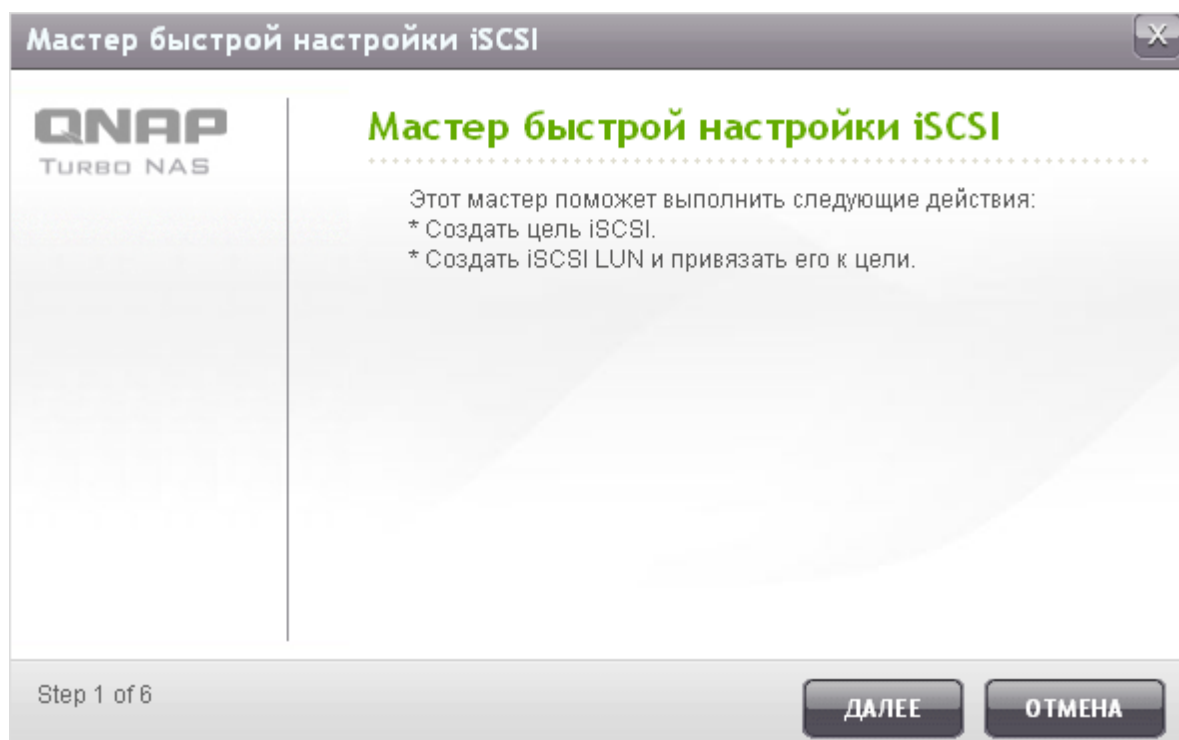 Мастер быстрой настройки iSCSI
X
QNAP
TURBO NAS
Мастер быстрой настройки iSCSI
Этот мастер поможет выполнить следующие действия:
* Создать цель iSCSI.
* Создать iSCSI LUN и привязать его к цели.
Step 1 of 6
ДАЛЕЕ
ОТМЕНА